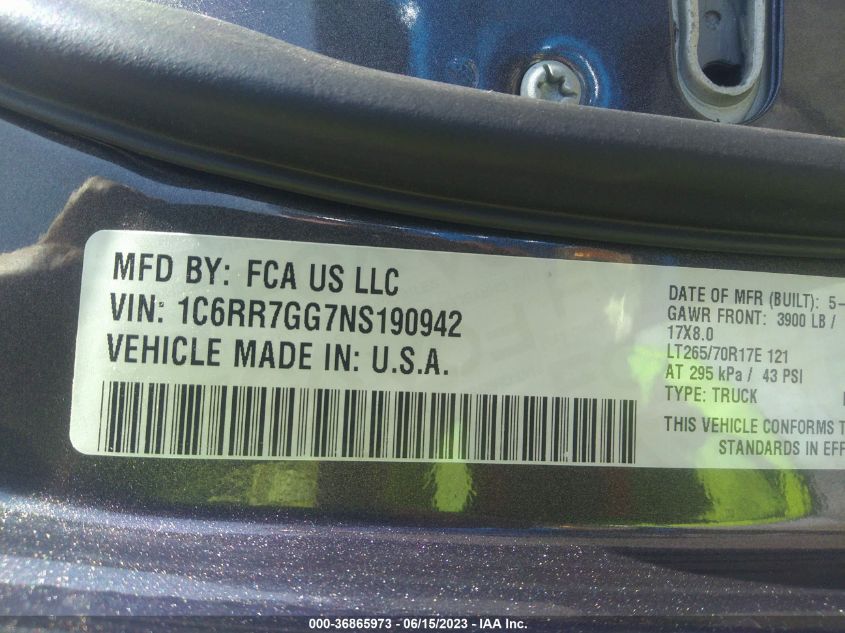 MFD BY: FCA US LLC
VIN: 1C6RR7GG7NS190942
VEHICLE MADE IN: U.S.A.
DATE OF MFR (BUILT): 5-
GAWR FRONT: 3900 LB /
17X8.0
LT265/70R17E 121
AT 295 kPa / 43 PSI
TYPE: TRUCK
THIS VEHICLE CONFORMS T
STANDARDS IN EFF
000-36865973 - 06/15/2023 - IAA Inc.